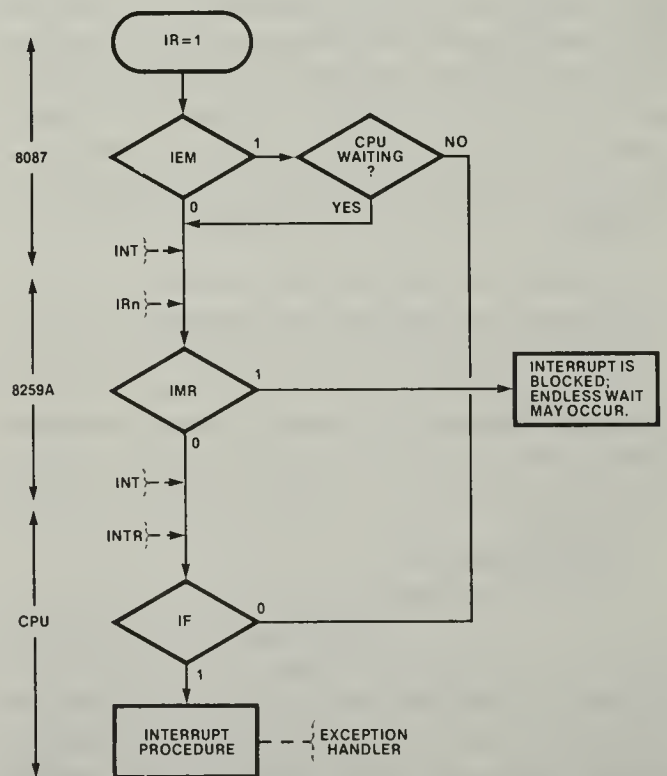 IR = 1
8087
IEM
1
CPU
WAITING
?
NO
0
YES
INT
IRn
8259A
IMR
1
INTERRUPT IS
BLOCKED;
ENDLESS WAIT
MAY OCCUR.
0
INT
INTR
CPU
IF
0
1
INTERRUPT
PROCEDURE
EXCEPTION
HANDLER